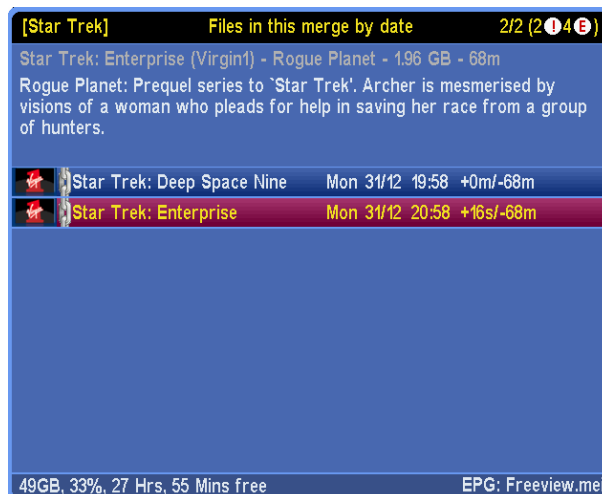 [Star Trek] Files in this merge by date 2/2 (2!4E)
Star Trek: Enterprise (Virgin1) - Rogue Planet - 1.96 GB - 68m
Rogue Planet: Prequel series to `Star Trek'. Archer is mesmerised by
visions of a woman who pleads for help in saving her race from a group
of hunters.
Star Trek: Deep Space Nine Mon 31/12 19:58 +0m/-68m
Star Trek: Enterprise Mon 31/12 20:58 +16s/-68m
49GB, 33%, 27 Hrs, 55 Mins free EPG: Freeview.mei